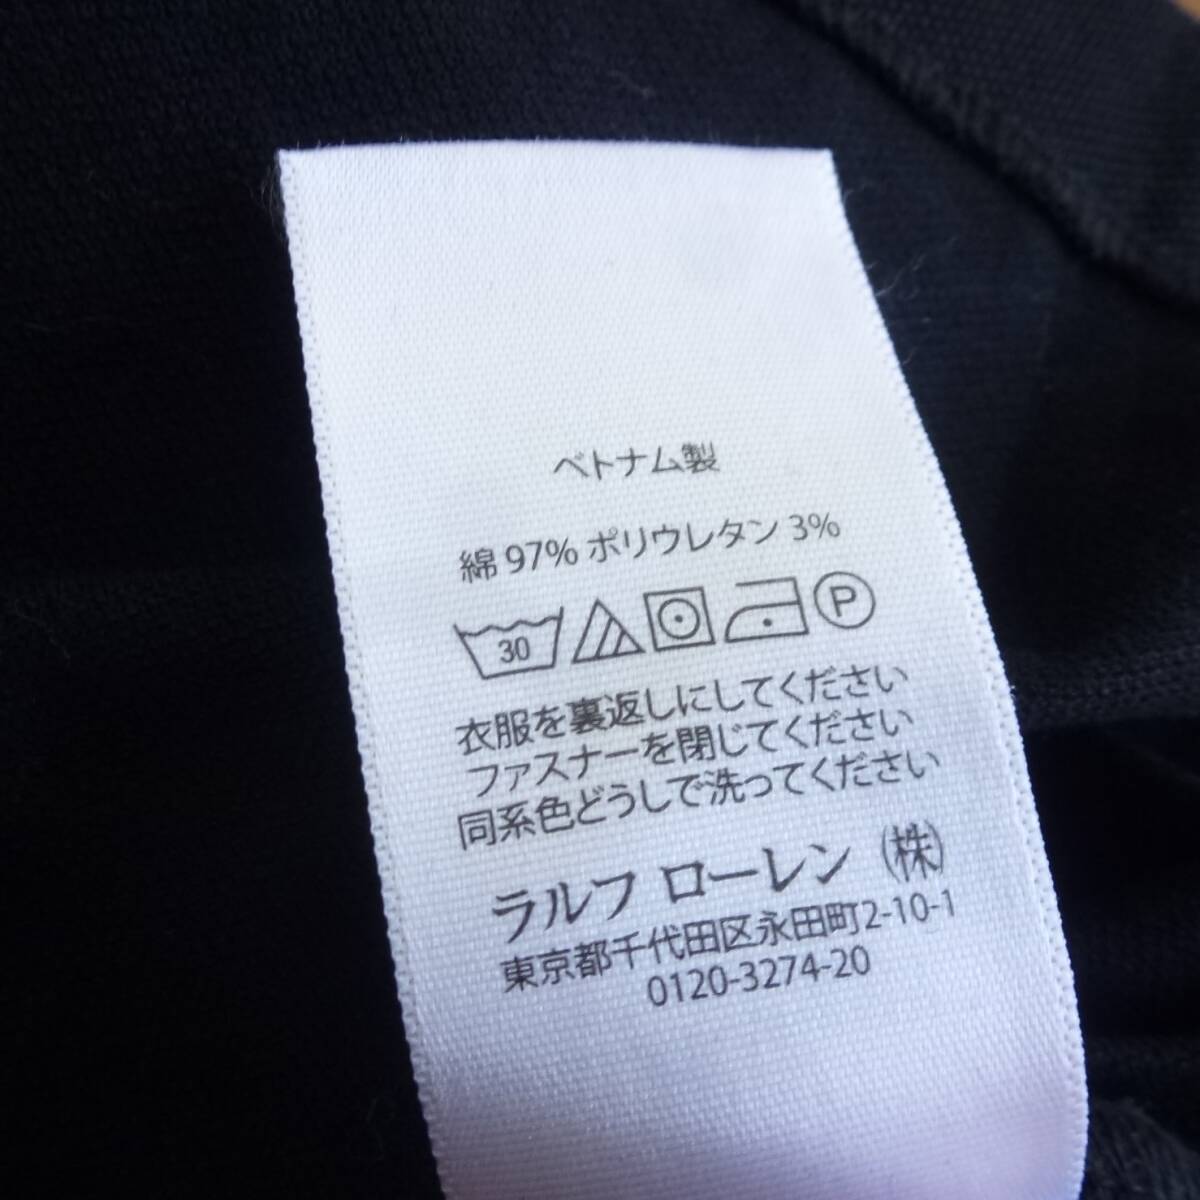 ベトナム製
綿 97% ポリウレタン 3%
30 P
衣服を裏返しにしてください
ファスナーを閉じてください
同系色どうしで洗ってください
ラルフ ローレン (株)
東京都千代田区永田町2-10-1
0120-3274-20